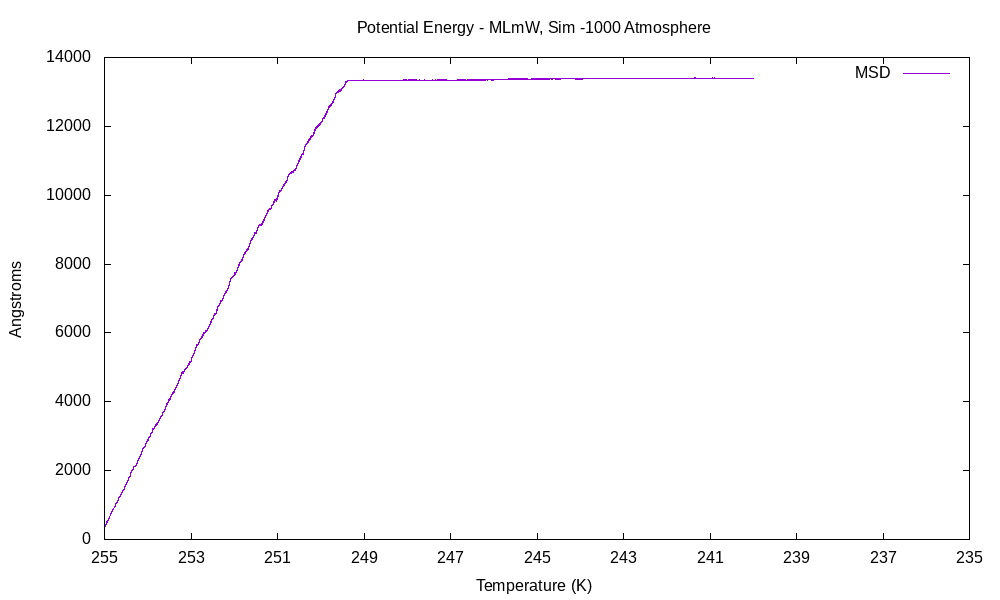 Potential Energy - MLmW, Sim -1000 Atmosphere
14000
MSD
12000
10000
8000
Angstroms
6000
4000
2000
0
255 253 251 249 247 245 243 241 239 237 235
Temperature (K)